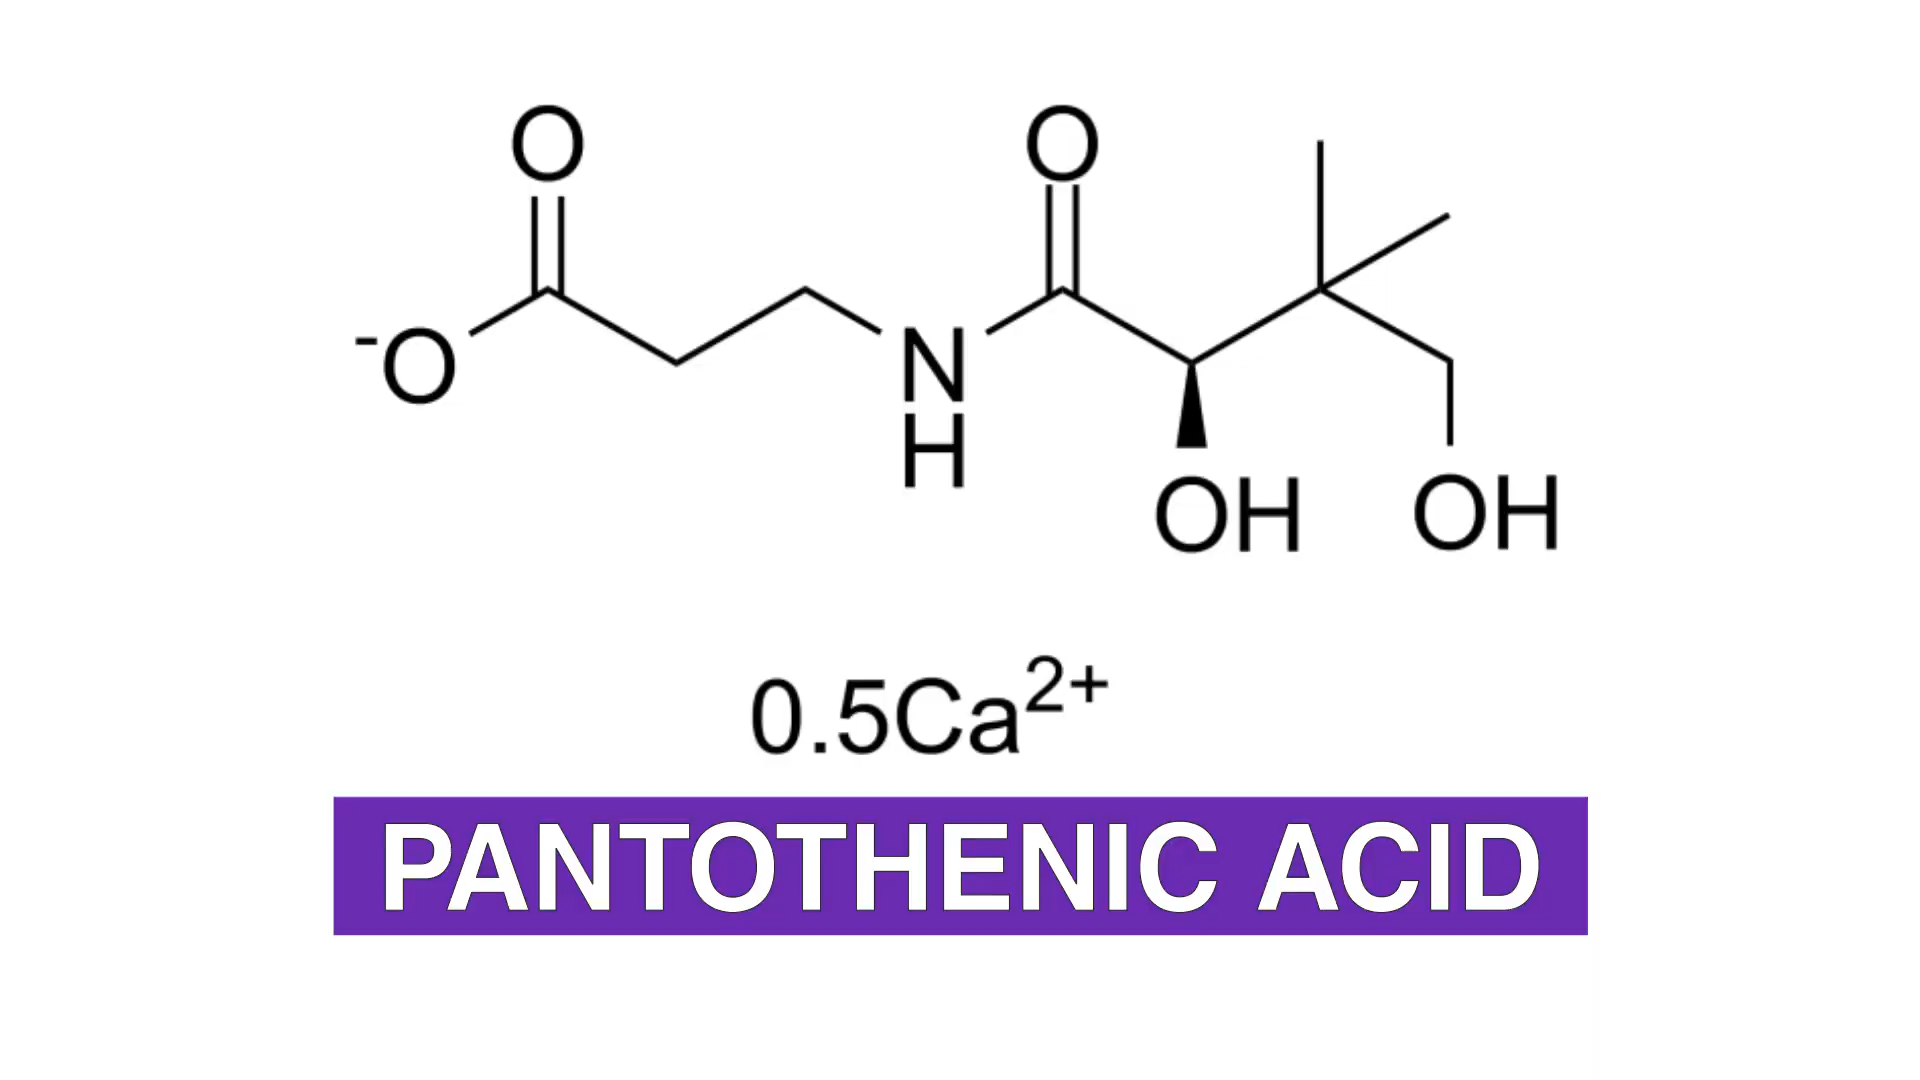 O O
-O N H OH OH
0.5Ca2+
PANTOTHENIC ACID